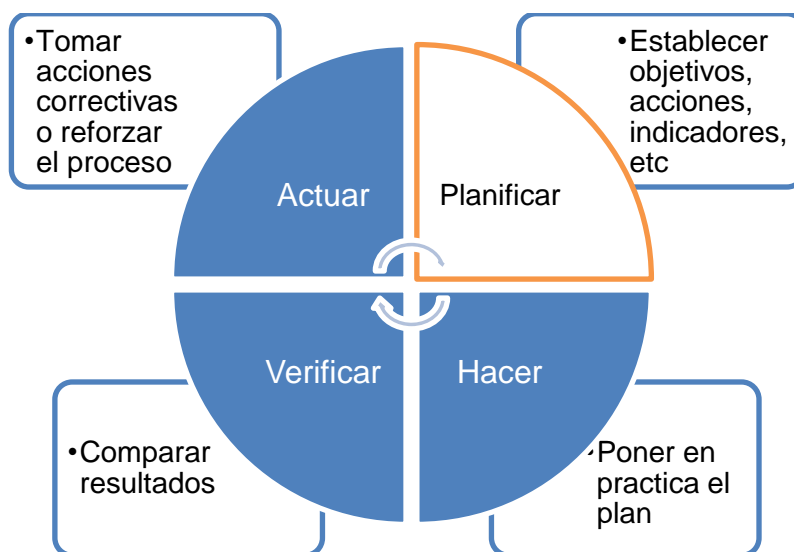 •Tomar
acciones
correctivas
o reforzar
el proceso
•Establecer
objetivos,
acciones,
indicadores,
etc
Actuar
Planificar
Verificar
Hacer
•Comparar
resultados
•Poner en
practica el
plan